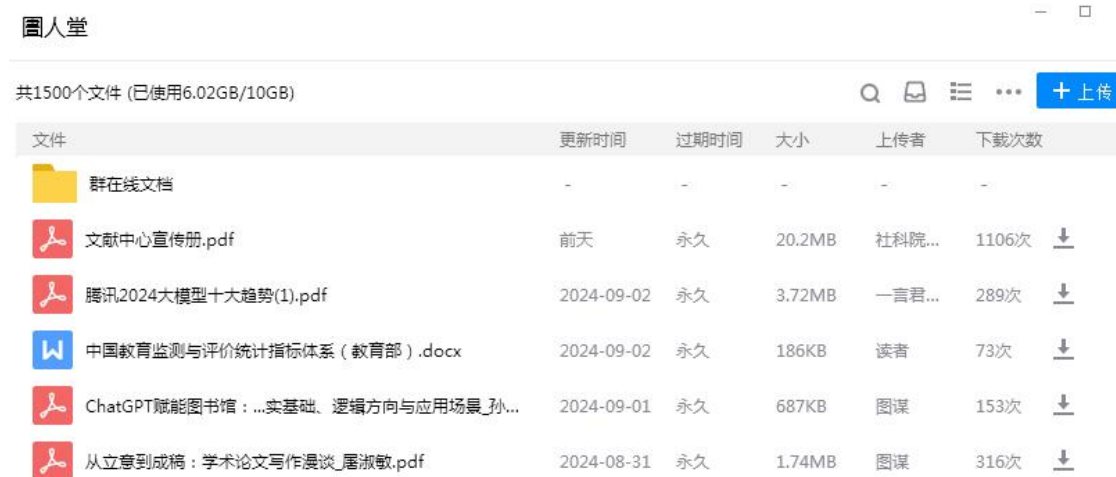 圕人堂
共1500个文件 (已使用6.02GB/10GB)
上传
文件 更新时间 过期时间 大小 上传者 下载次数
群在线文档 - - - - -
文献中心宣传册.pdf 前天 永久 20.2MB 社科院... 1106次
腾讯2024大模型十大趋势(1).pdf 2024-09-02 永久 3.72MB 一言君... 289次
中国教育监测与评价统计指标体系（教育部）.docx 2024-09-02 永久 186KB 读者 73次
ChatGPT赋能图书馆：...实基础、逻辑方向与应用场景_孙... 2024-09-01 永久 687KB 图谋 153次
从立意到成稿：学术论文写作漫谈_屠淑敏.pdf 2024-08-31 永久 1.74MB 图谋 316次